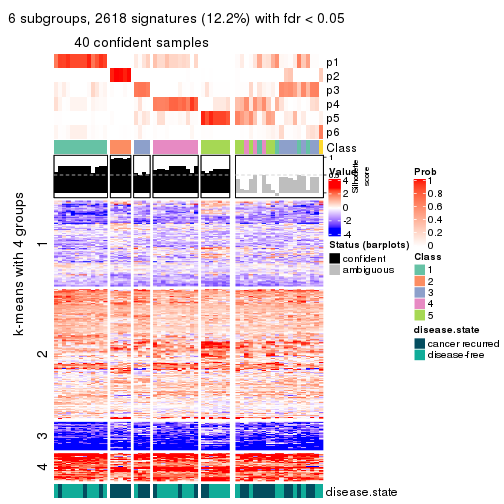 6 subgroups, 2618 signatures (12.2%) with fdr < 0.05
40 confident samples
p1
p2
p3
p4
p5
p6
Class
1
0.5
0
Silhouette
score
k-means with 4 groups
1
2
3
4
disease.state
Value
4
2
0
-2
-4
Status (barplots)
confident
ambiguous
Prob
1
0.8
0.6
0.4
0.2
0
Class
1
2
3
4
5
disease.state
cancer recurred
disease-free